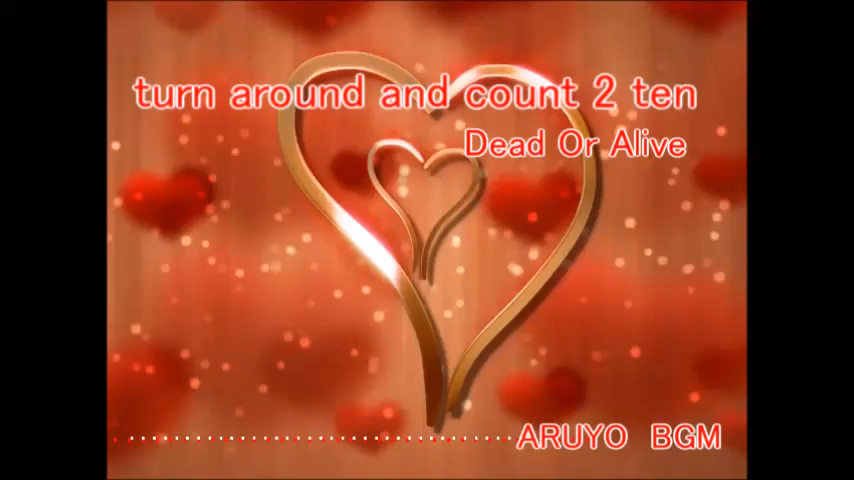 turn around and count 2 ten
Dead Or Alive
......................................................ARUYO BGM